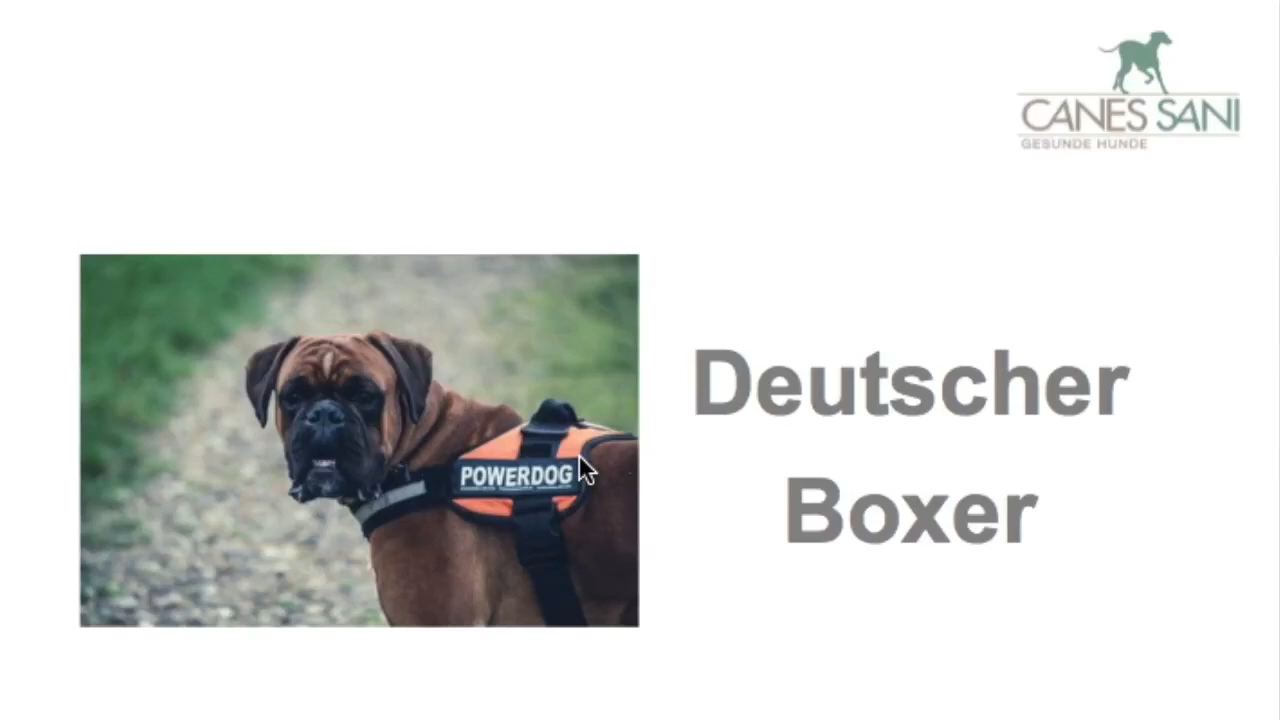 CANES SANI
GESUNDE HUNDE
POWERDOG
Deutscher
Boxer